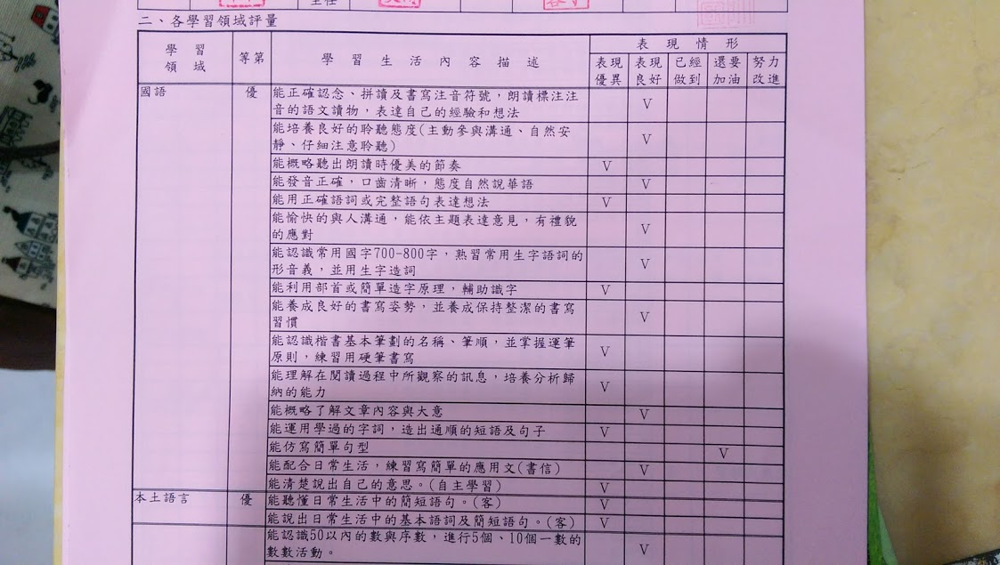 主任
二、各學習領域評量
學習領域 等第 學習生活內容描述 表現情形
表現優異 表現良好 已經做到 還要加油 努力改進
國語 優 能正確認念、拼讀及書寫注音符號，朗讀標注注
音的語文讀物，表達自己的經驗和想法 V
能培養良好的聆聽態度(主動參與溝通、自然安
靜、仔細注意聆聽) V
能概略聽出朗讀時優美的節奏 V
能發音正確，口齒清晰，態度自然說華語 V
能用正確語詞或完整語句表達想法 V
能愉快的與人溝通，能依主題表達意見，有禮貌
的應對 V
能認識常用國字700-800字，熟習常用生字語詞的
形音義，並用生字造詞 V
能利用部首或簡單造字原理，輔助識字 V
能養成良好的書寫姿勢，並養成保持整潔的書寫
習慣 V
能認識楷書基本筆劃的名稱、筆順，並掌握運筆
原則，練習用硬筆書寫 V
能理解在閱讀過程中所觀察的訊息，培養分析歸
納的能力 V
能概略了解文章內容與大意 V
能運用學過的字詞，造出通順的短語及句子 V
能仿寫簡單句型 V
能配合日常生活，練習寫簡單的應用文(書信) V
能清楚說出自己的意思。(自主學習) V
本土語言 優 能聽懂日常生活中的簡短語句。(客) V
能說出日常生活中的基本語詞及簡短語句。(客) V
能認識50以內的數與序數，進行5個、10個一數的
數數活動。 V